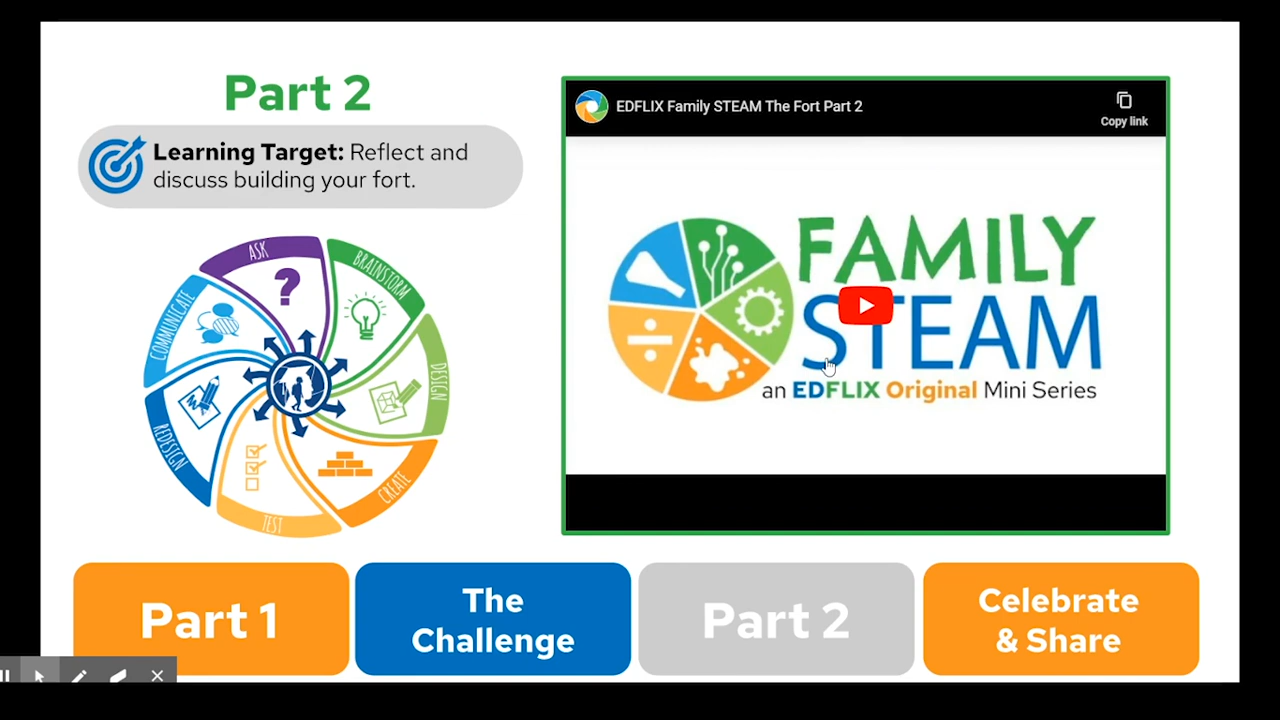 Part 2
Learning Target: Reflect and
discuss building your fort.
ASK
BRAINSTORM
DESIGN
CREATE
TEST
REDESIGN
COMMUNICATE
EDFLIX Family STEAM The Fort Part 2
Copy link
FAMILY
STEAM
an EDFLIX Original Mini Series
Part 1
The
Challenge
Part 2
Celebrate
& Share